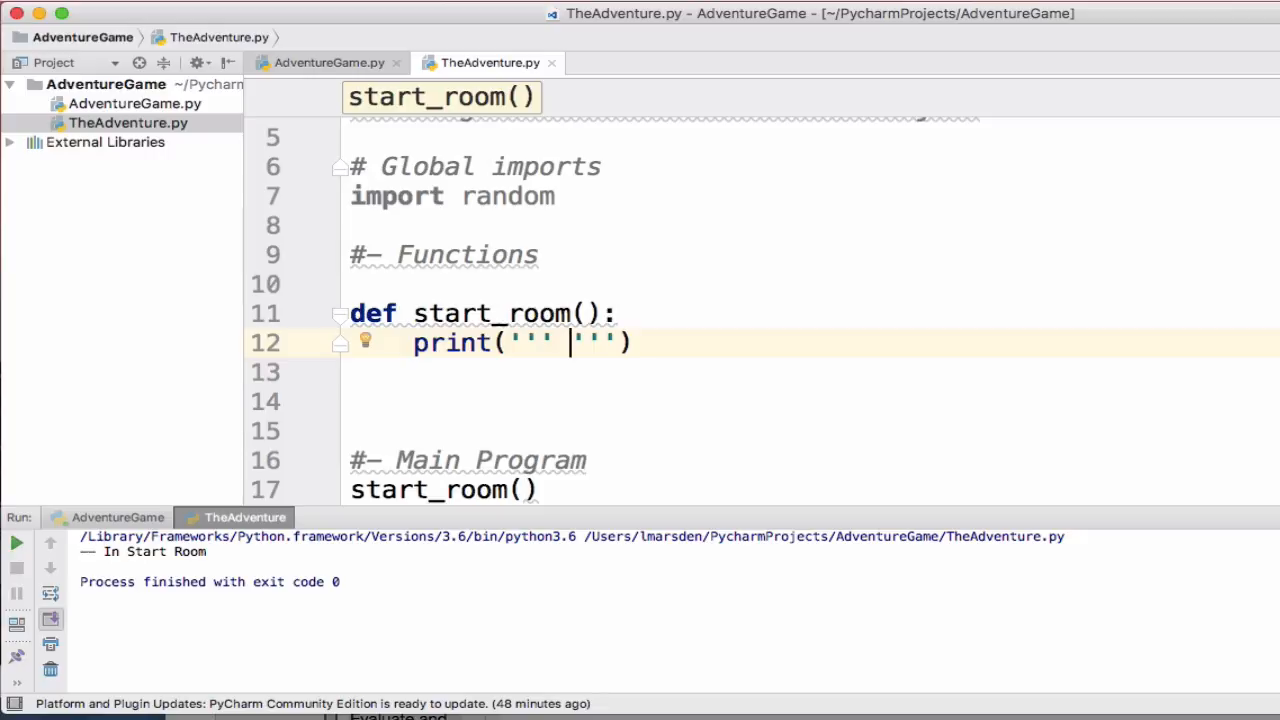 TheAdventure.py - AdventureGame - [~/PycharmProjects/AdventureGame]
AdventureGame TheAdventure.py
Project AdventureGame.py TheAdventure.py
AdventureGame ~/Pycharm
AdventureGame.py
TheAdventure.py
External Libraries
start_room()
5
6 # Global imports
7 import random
8
9 #- Functions
10
11 def start_room():
12 print(''' ''')
13
14
15
16 #- Main Program
17 start_room()
Run: AdventureGame TheAdventure
/Library/Frameworks/Python.framework/Versions/3.6/bin/python3.6 /Users/lmarsden/PycharmProjects/AdventureGame/TheAdventure.py
-- In Start Room
Process finished with exit code 0
Platform and Plugin Updates: PyCharm Community Edition is ready to update. (48 minutes ago)
Evaluate and